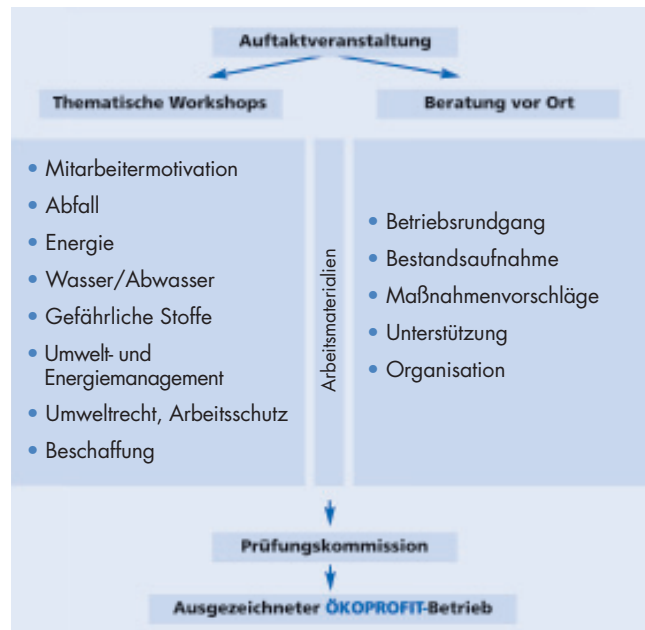 Auftaktveranstaltung
Thematische Workshops
• Mitarbeitermotivation
• Abfall
• Energie
• Wasser/Abwasser
• Gefährliche Stoffe
• Umwelt- und
Energiemanagement
• Umweltrecht, Arbeitsschutz
• Beschaffung
Arbeitsmaterialien
Beratung vor Ort
• Betriebsrundgang
• Bestandsaufnahme
• Maßnahmenvorschläge
• Unterstützung
• Organisation
Prüfungskommission
Ausgezeichneter ÖKOPROFIT-Betrieb